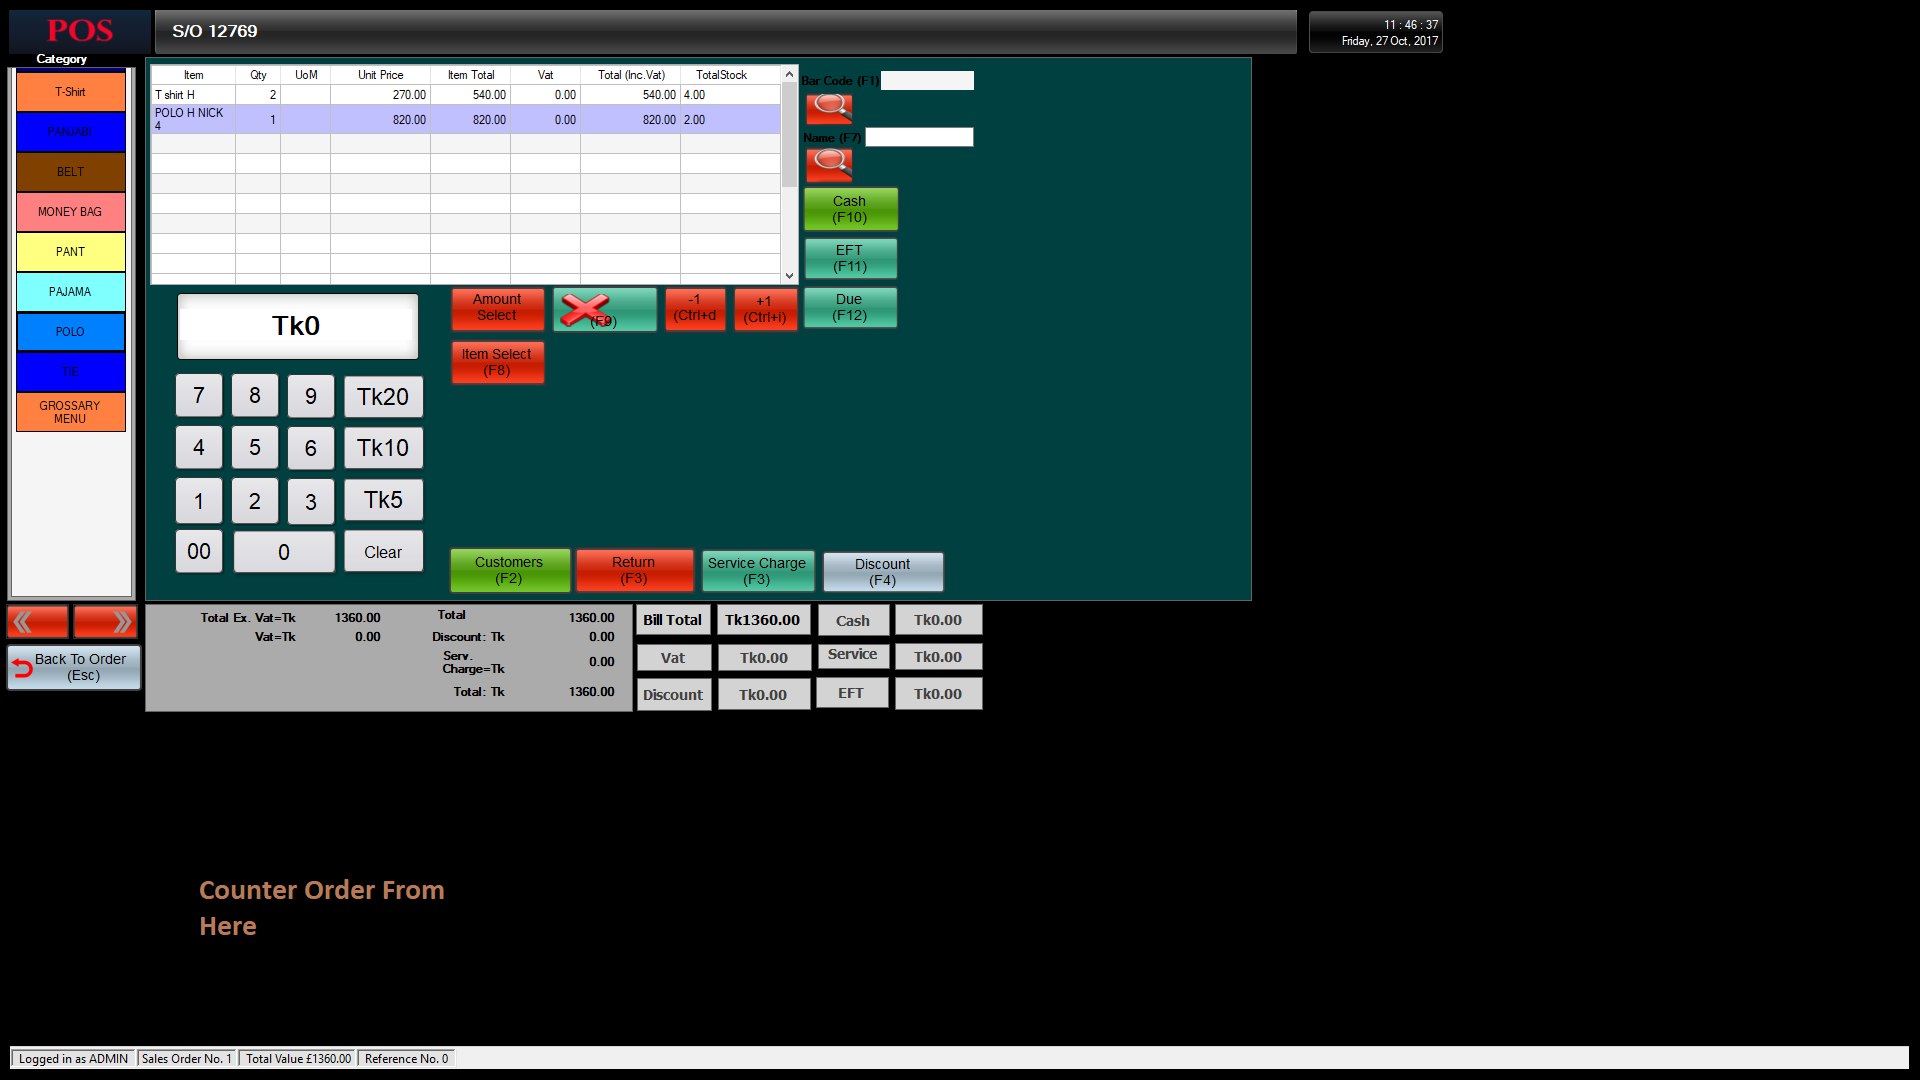 POS
S/O 12769
11 : 46 : 37
Friday, 27 Oct, 2017
Category
T-Shirt
PANJABI
BELT
MONEY BAG
PANT
PAJAMA
POLO
TIE
GROSSARY
MENU
Item Qty UoM Unit Price Item Total Vat Total (Inc.Vat) TotalStock
T shirt H 2 270.00 540.00 0.00 540.00 4.00
POLO H NICK
4 1 820.00 820.00 0.00 820.00 2.00
Bar Code (F1)
Name (F7)
Cash
(F10)
EFT
(F11)
Due
(F12)
Tk0
Amount
Select
(F9)
-1
(Ctrl+d
+1
(Ctrl+i)
Item Select
(F8)
7 8 9 Tk20
4 5 6 Tk10
1 2 3 Tk5
00 0 Clear
Customers
(F2)
Return
(F3)
Service Charge
(F3)
Discount
(F4)
Back To Order
(Esc)
Total Ex. Vat=Tk 1360.00
Vat=Tk 0.00
Total 1360.00
Discount: Tk 0.00
Serv.
Charge=Tk 0.00
Total: Tk 1360.00
Bill Total Tk1360.00 Cash Tk0.00
Vat Tk0.00 Service Tk0.00
Discount Tk0.00 EFT Tk0.00
Counter Order From
Here
Logged in as ADMIN Sales Order No. 1 Total Value £1360.00 Reference No. 0